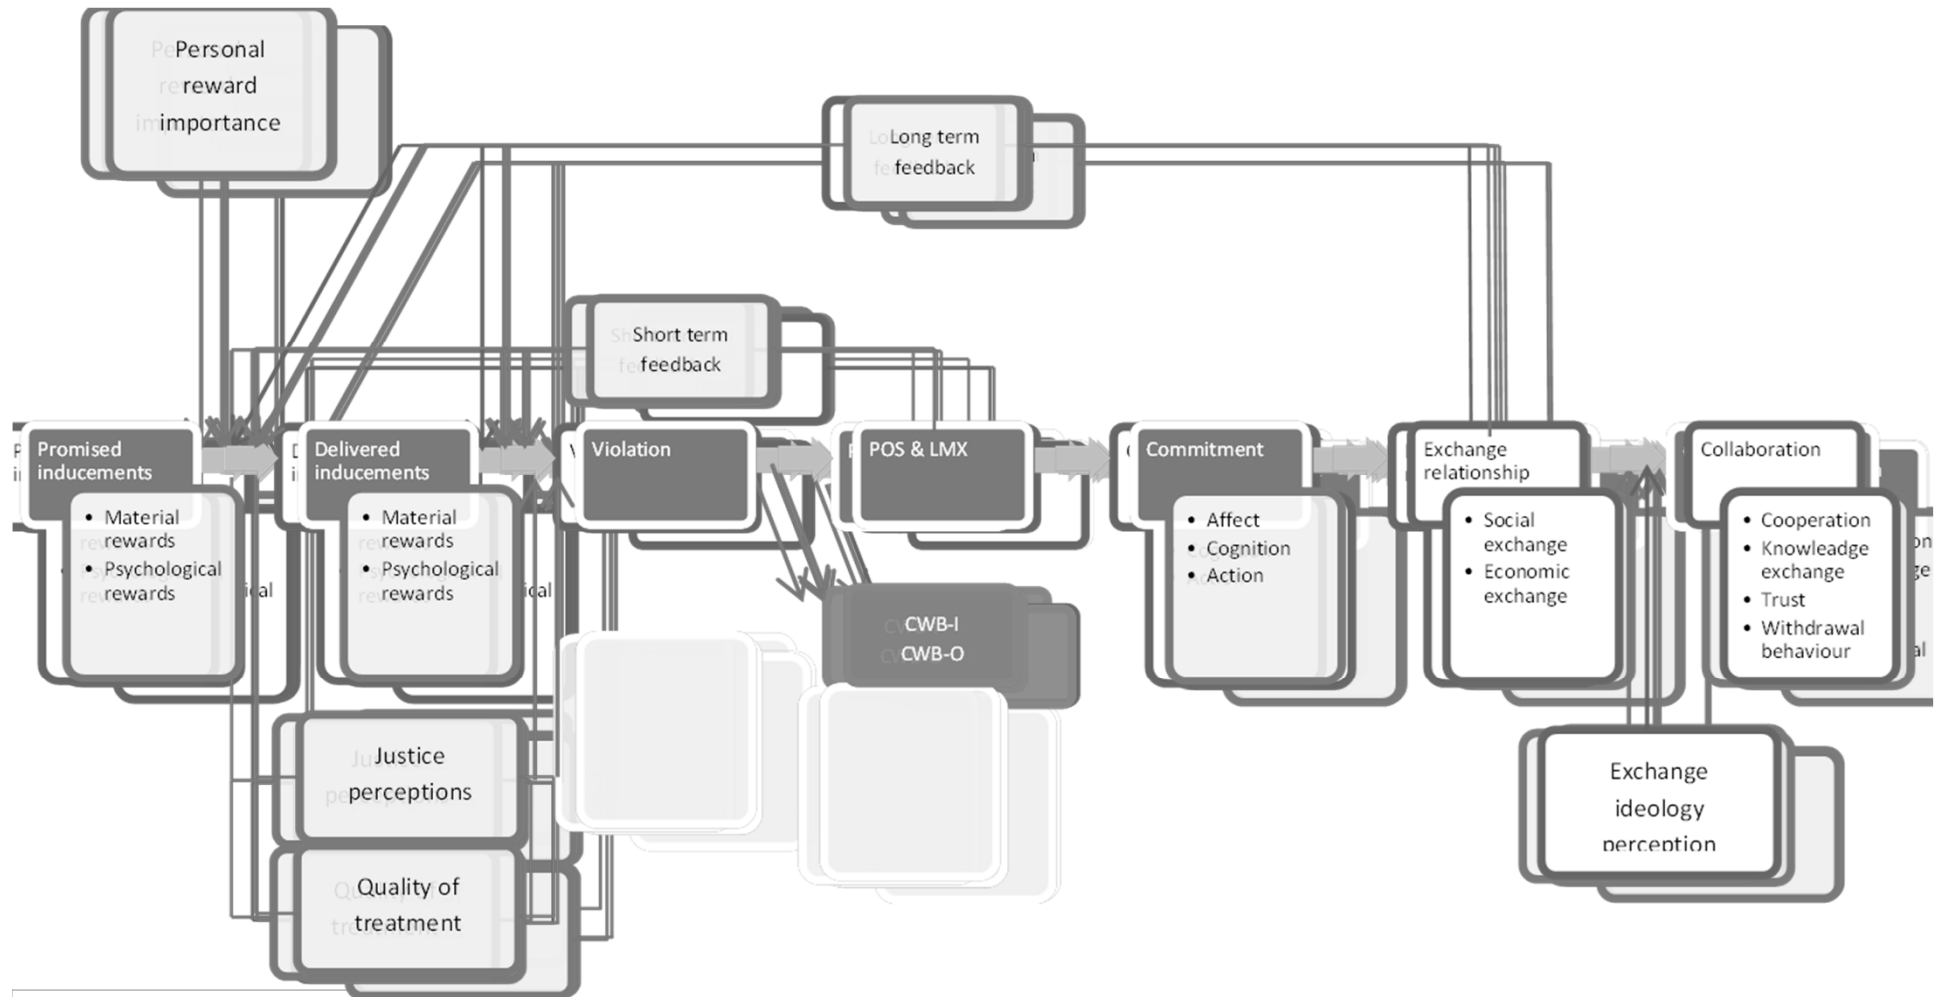 Personal
reward
importance
Long term
feedback
Short term
feedback
Promised
inducements
• Material
rewards
• Psychological
rewards
Delivered
inducements
• Material
rewards
• Psychological
rewards
Violation
POS & LMX
CWB-I
CWB-O
Commitment
• Affect
• Cognition
• Action
Exchange
relationship
• Social
exchange
• Economic
exchange
Collaboration
• Cooperation
• Knowleadge
exchange
• Trust
• Withdrawal
behaviour
Justice
perceptions
Quality of
treatment
Exchange
ideology
perception